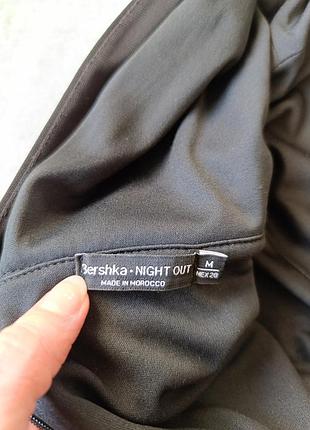 Bershka · NIGHT OUT
MADE IN MOROCCO
M
MEX 28